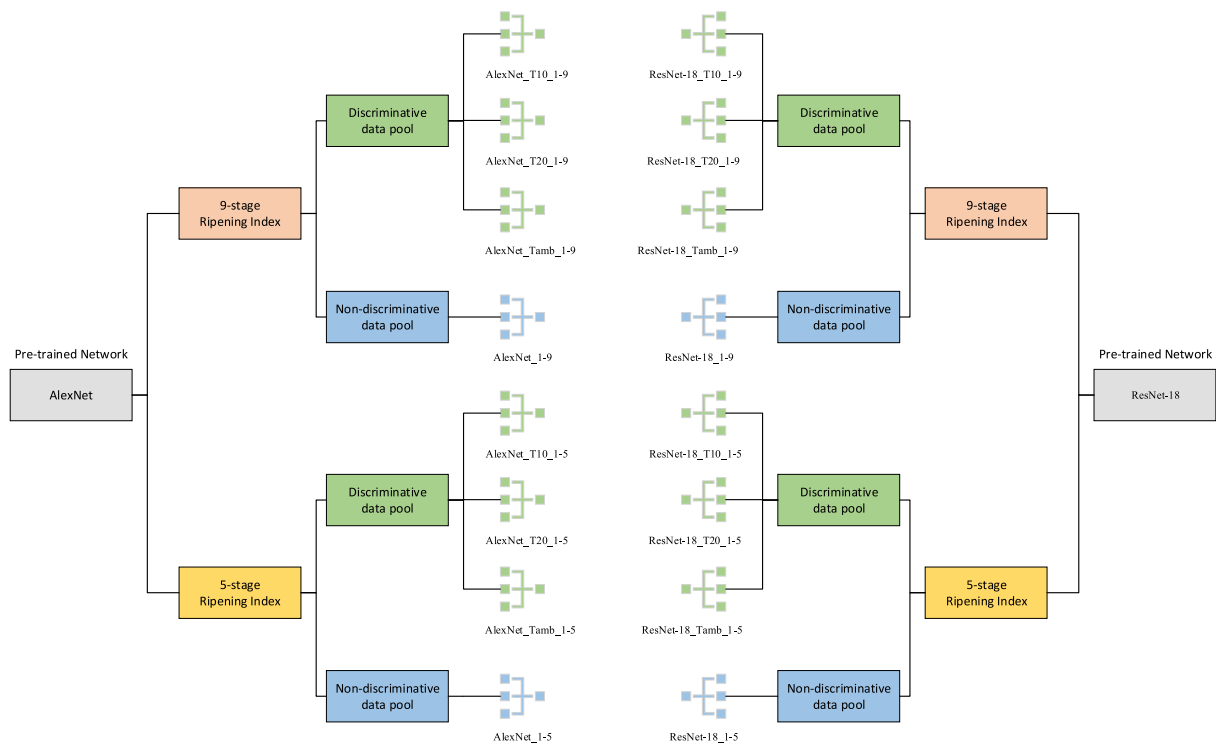 AlexNet_T10_1-9
ResNet-18_T10_1-9
Discriminative
data pool
Discriminative
data pool
AlexNet_T20_1-9
ResNet-18_T20_1-9
9-stage
Ripening Index
9-stage
Ripening Index
AlexNet_Tamb_1-9
ResNet-18_Tamb_1-9
Non-discriminative
data pool
Non-discriminative
data pool
AlexNet_1-9
ResNet-18_1-9
Pre-trained Network
AlexNet
Pre-trained Network
ResNet-18
AlexNet_T10_1-5
ResNet-18_T10_1-5
Discriminative
data pool
Discriminative
data pool
AlexNet_T20_1-5
ResNet-18_T20_1-5
5-stage
Ripening Index
5-stage
Ripening Index
AlexNet_Tamb_1-5
ResNet-18_Tamb_1-5
Non-discriminative
data pool
Non-discriminative
data pool
AlexNet_1-5
ResNet-18_1-5